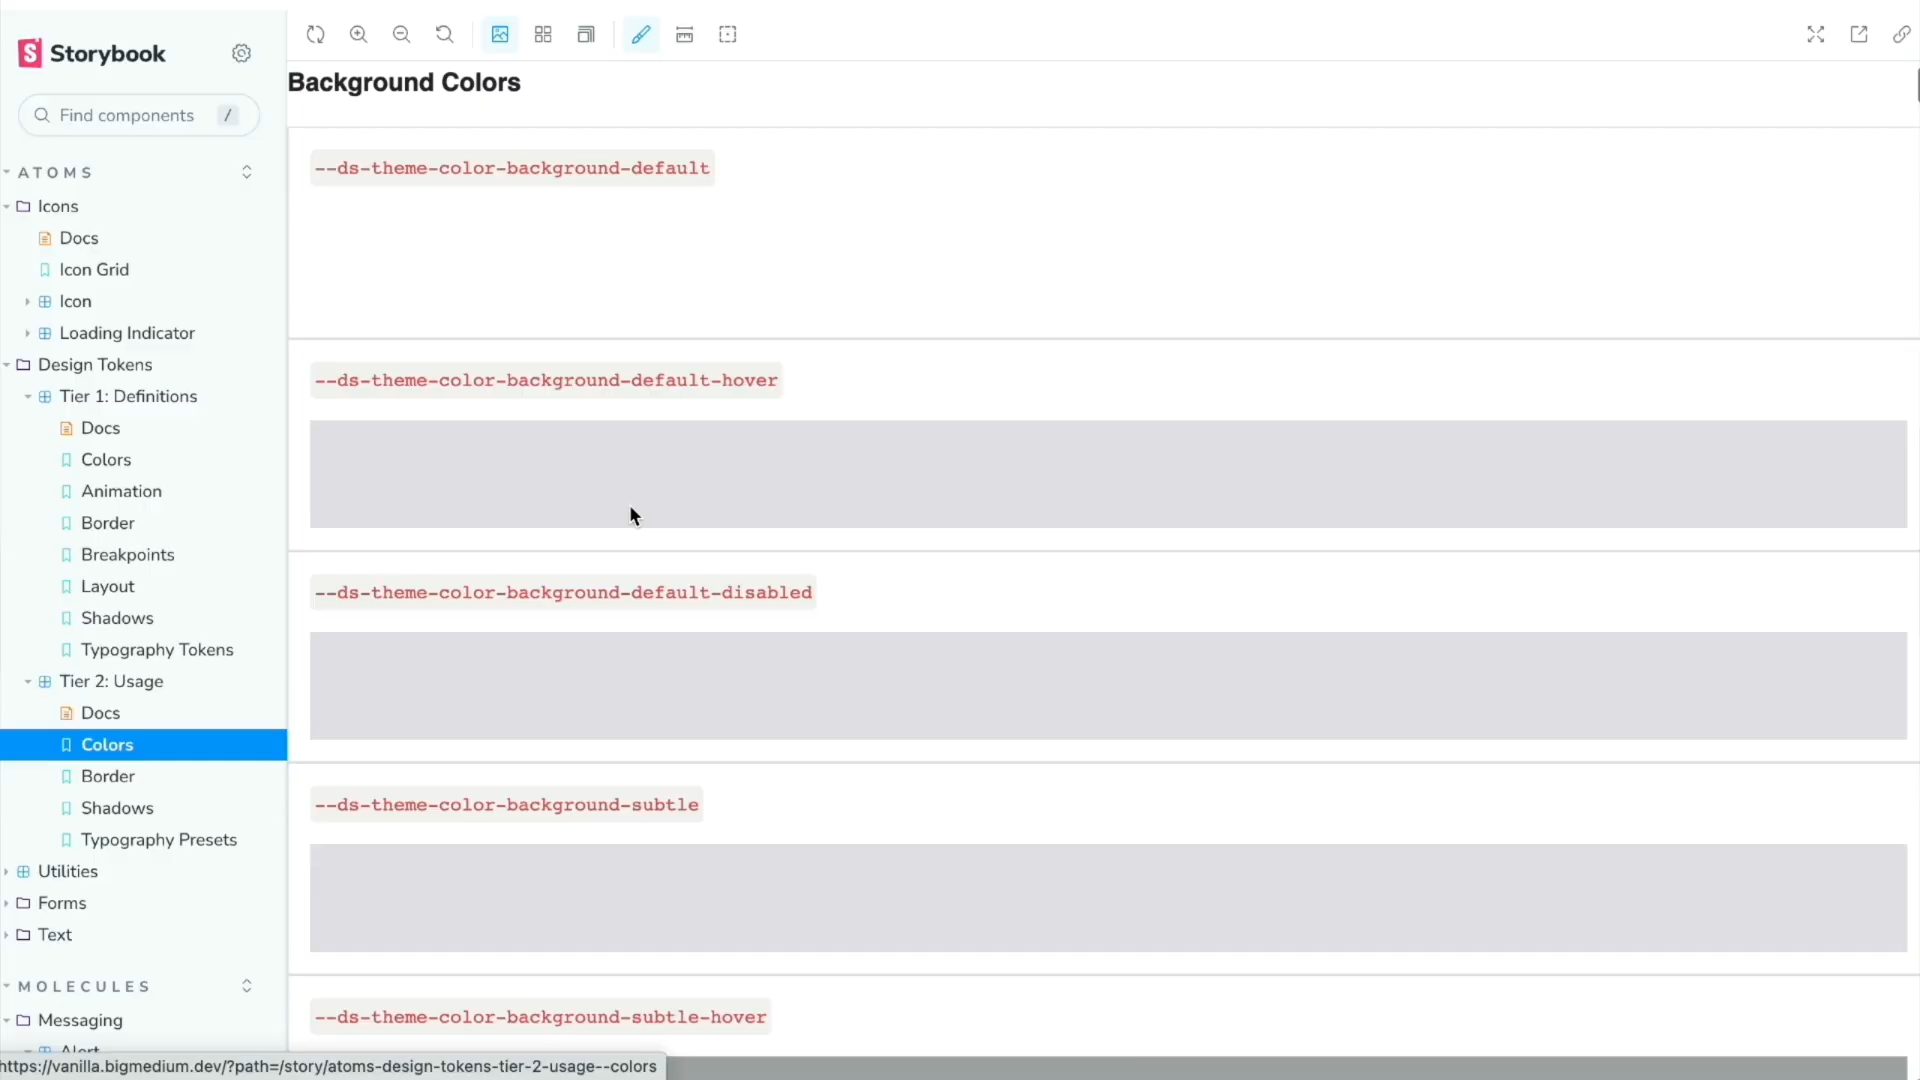 Storybook
Find components /
ATOMS
Icons
Docs
Icon Grid
Icon
Loading Indicator
Design Tokens
Tier 1: Definitions
Docs
Colors
Animation
Border
Breakpoints
Layout
Shadows
Typography Tokens
Tier 2: Usage
Docs
Colors
Border
Shadows
Typography Presets
Utilities
Forms
Text
MOLECULES
Messaging
Alert
https://vanilla.bigmedium.dev/?path=/story/atoms-design-tokens-tier-2-usage--colors
Background Colors
--ds-theme-color-background-default
--ds-theme-color-background-default-hover
--ds-theme-color-background-default-disabled
--ds-theme-color-background-subtle
--ds-theme-color-background-subtle-hover